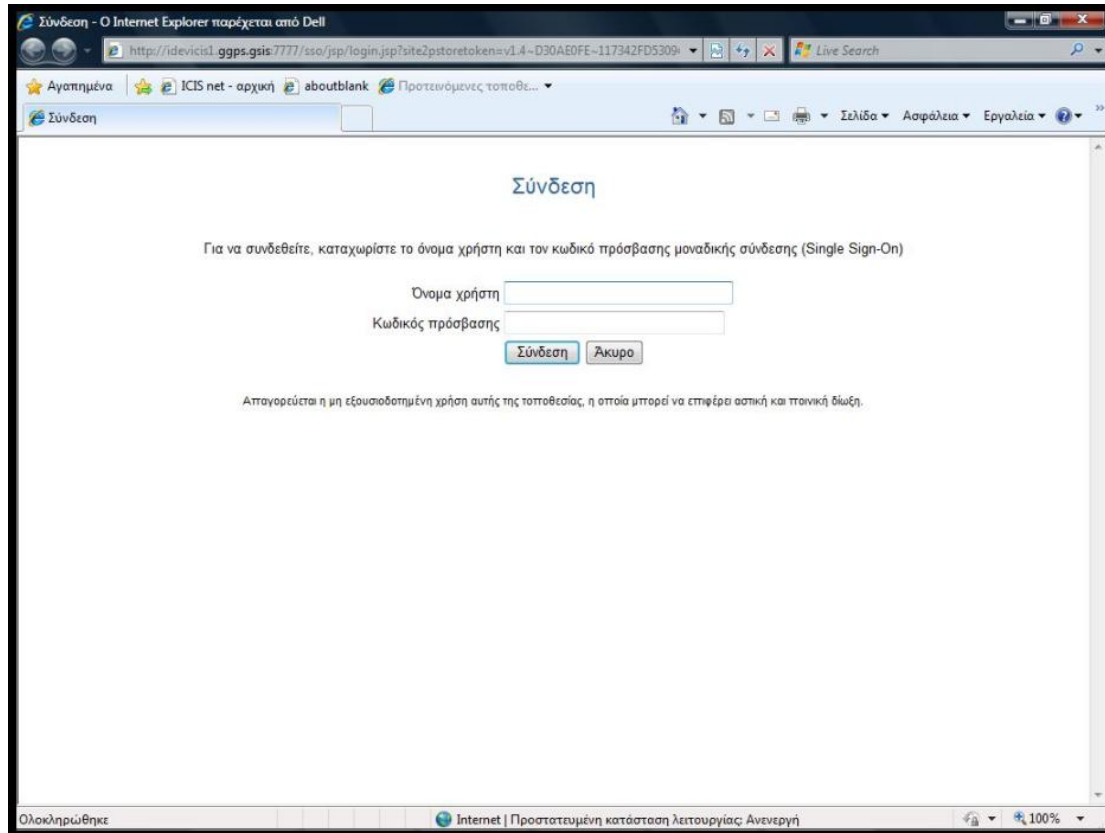 Σύνδεση - Ο Internet Explorer παρέχεται από Dell
http://idevicis1.ggps.gsis:7777/sso/jsp/login.jsp?site2pstoretoken=v1.4~D30AE0FE~117342FD5309
Live Search
Αγαπημένα ICIS net - αρχική aboutblank Προτεινόμενες τοποθε...
Σύνδεση Σελίδα Ασφάλεια Εργαλεία
Σύνδεση
Για να συνδεθείτε, καταχωρίστε το όνομα χρήστη και τον κωδικό πρόσβασης μοναδικής σύνδεσης (Single Sign-On)
Όνομα χρήστη
Κωδικός πρόσβασης
Σύνδεση Άκυρο
Απαγορεύεται η μη εξουσιοδοτημένη χρήση αυτής της τοποθεσίας, η οποία μπορεί να επιφέρει αστική και ποινική δίωξη.
Ολοκληρώθηκε Internet | Προστατευμένη κατάσταση λειτουργίας: Ανενεργή 100%